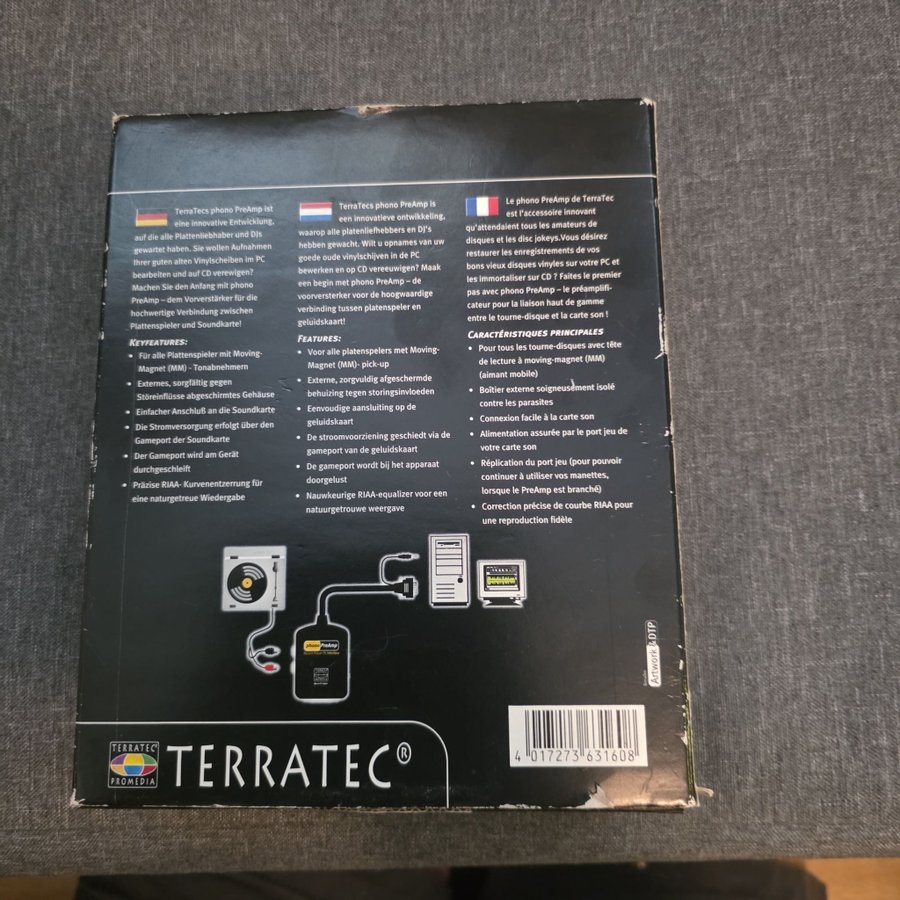 TerraTecs phono PreAmp ist
eine innovative Entwicklung,
auf die alle Plattenliebhaber und DJs
gewartet haben. Sie wollen Aufnahmen
Ihrer guten alten Vinylscheiben im PC
bearbeiten und auf CD verewigen?
Machen Sie den Anfang mit phono
PreAmp – dem Vorverstärker für die
hochwertige Verbindung zwischen
Plattenspieler und Soundkarte!
KEYFEATURES:
• Für alle Plattenspieler mit Moving-
Magnet (MM) - Tonabnehmern
• Externes, sorgfältig gegen
Störeinflüsse abgeschirmtes Gehäuse
• Einfacher Anschluß an die Soundkarte
• Die Stromversorgung erfolgt über den
Gameport der Soundkarte
• Der Gameport wird am Gerät
durchgeschleift
• Präzise RIAA- Kurvenentzerrung für
eine naturgetreue Wiedergabe
TerraTecs phono PreAmp is
een innovatieve ontwikkeling,
waarop alle platenliefhebbers en DJ's
hebben gewacht. Wilt u opnames van uw
goede oude vinylschijven in de PC
bewerken en op CD vereeuwigen? Maak
een begin met phono PreAmp – de
voorversterker voor de hoogwaardige
verbinding tussen platenspeler en
geluidskaart!
FEATURES:
• Voor alle platenspelers met Moving-
Magnet (MM)- pick-up
• Externe, zorgvuldig afgeschermde
behuizing tegen storingsinvloeden
• Eenvoudige aansluiting op de
geluidskaart
• De stroomvoorziening geschiedt via de
gameport van de geluidskaart
• De gameport wordt bij het apparaat
doorgelust
• Nauwkeurige RIAA-equalizer voor een
natuurgetrouwe weergave
Le phono PreAmp de TerraTec
est l'accessoire innovant
qu'attendaient tous les amateurs de
disques et les disc jokeys.Vous désirez
restaurer les enregistrements de vos
bons vieux disques vinyles sur votre PC et
les immortaliser sur CD ? Faites le premier
pas avec phono PreAmp – le préamplifi-
cateur pour la liaison haut de gamme
entre le tourne-disque et la carte son !
CARACTÉRISTIQUES PRINCIPALES
• Pour tous les tourne-disques avec tête
de lecture à moving-magnet (MM)
(aimant mobile)
• Boîtier externe soigneusement isolé
contre les parasites
• Connexion facile à la carte son
• Alimentation assurée par le port jeu de
votre carte son
• Réplication du port jeu (pour pouvoir
continuer à utiliser vos manettes,
lorsque le PreAmp est branché)
• Correction précise de courbe RIAA pour
une reproduction fidèle
phono PreAmp
TERRATEC
Artwork & DTP
4 017273 631608
TERRATEC®
PROMEDIA
TERRATEC®